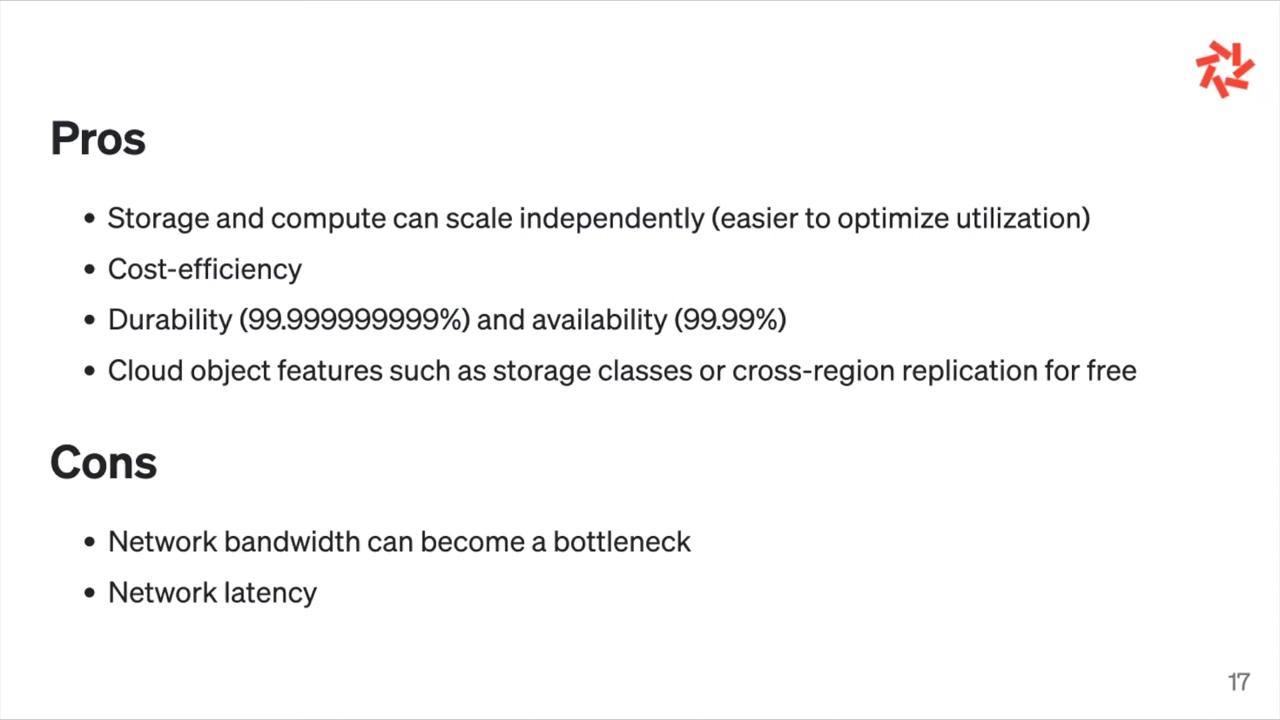 Pros
• Storage and compute can scale independently (easier to optimize utilization)
• Cost-efficiency
• Durability (99.999999999%) and availability (99.99%)
• Cloud object features such as storage classes or cross-region replication for free
Cons
• Network bandwidth can become a bottleneck
• Network latency
17